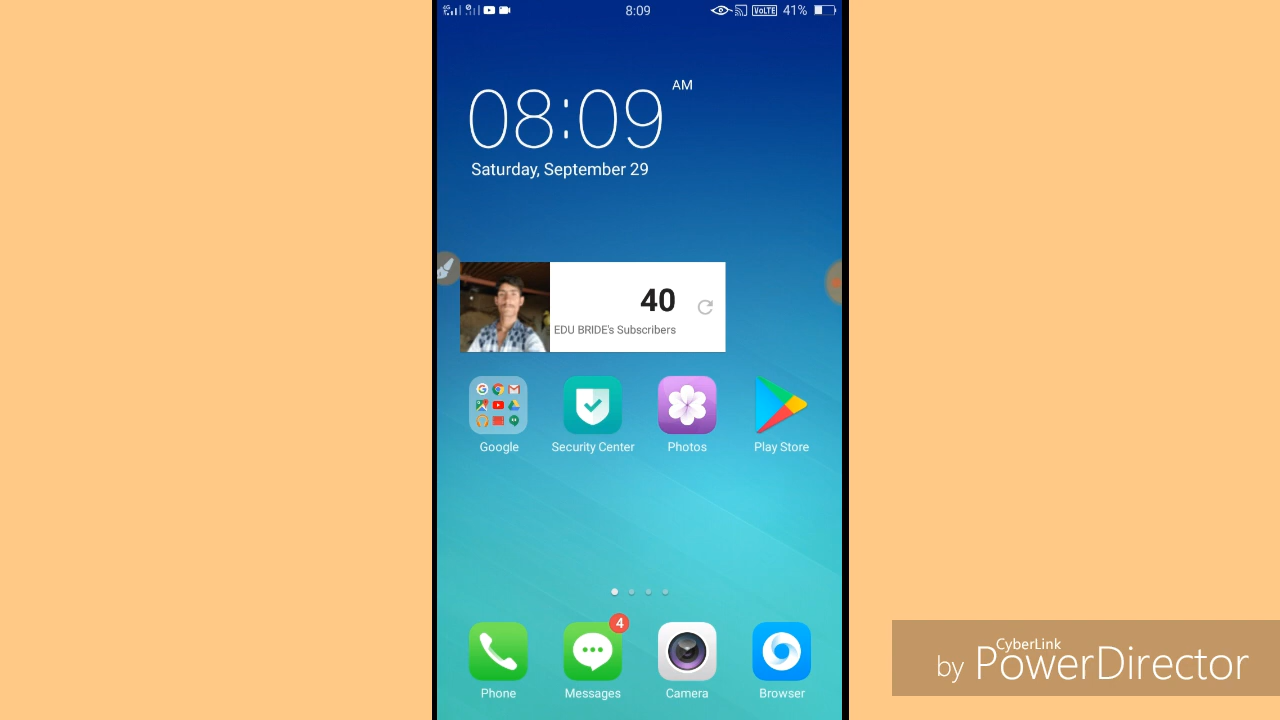 8:09
VoLTE
41%
08:09
AM
Saturday, September 29
40
EDU BRIDE's Subscribers
Google
Security Center
Photos
Play Store
4
Phone
Messages
Camera
Browser
CyberLink
by PowerDirector